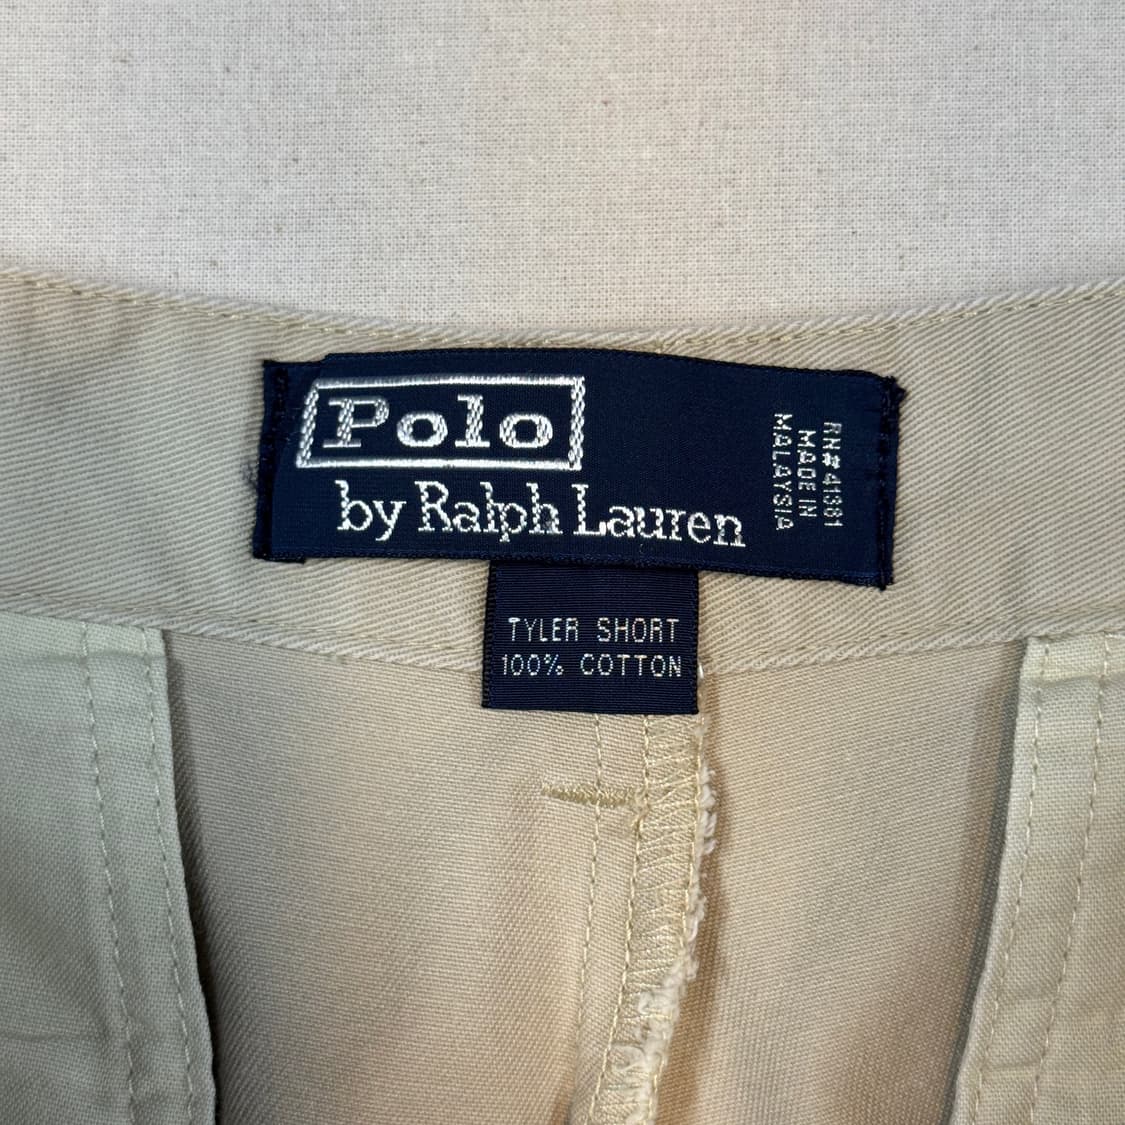 Polo
by Ralph Lauren
RN# 41381
MADE IN
MALAYSIA
TYLER SHORT
100% COTTON